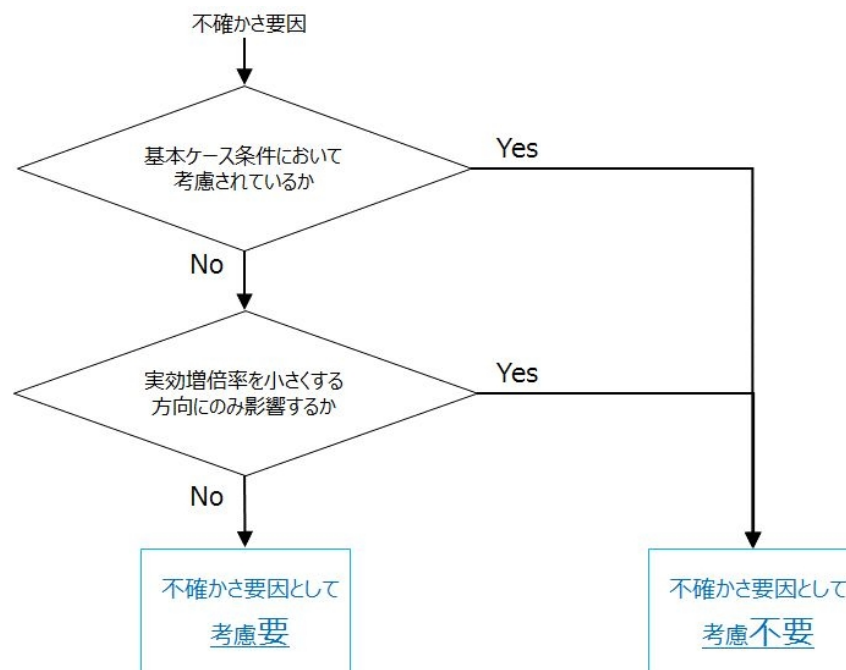 不確かさ要因
基本ケース条件において
考慮されているか
Yes
No
実効増倍率を小さくする
方向にのみ影響するか
Yes
No
不確かさ要因として
考慮要
不確かさ要因として
考慮不要